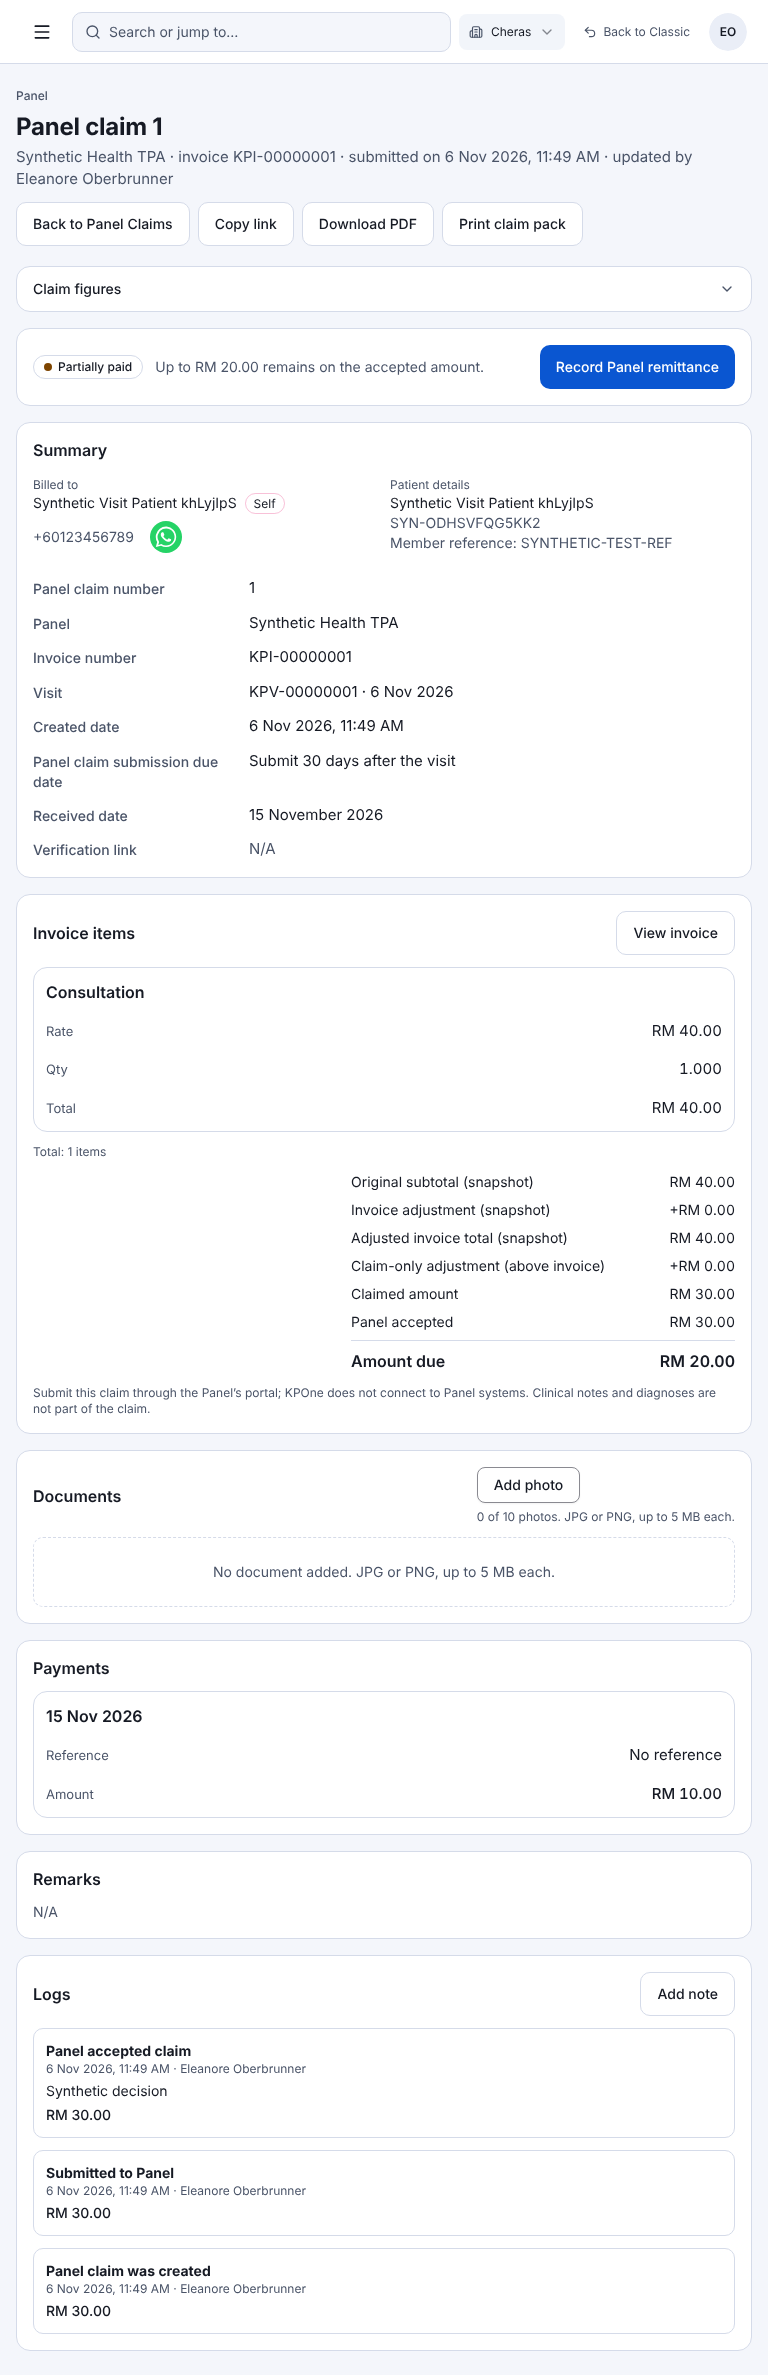 Search or jump to...
Cheras
Back to Classic
EO
Panel
Panel claim 1
Synthetic Health TPA · invoice KPI-00000001 · submitted on 6 Nov 2026, 11:49 AM · updated by
Eleanore Oberbrunner
Back to Panel Claims
Copy link
Download PDF
Print claim pack
Claim figures
Partially paid
Up to RM 20.00 remains on the accepted amount.
Record Panel remittance
Summary
Billed to
Synthetic Visit Patient khLyjIpS
Self
+60123456789
Patient details
Synthetic Visit Patient khLyjIpS
SYN-ODHSVFQG5KK2
Member reference: SYNTHETIC-TEST-REF
Panel claim number 1
Panel Synthetic Health TPA
Invoice number KPI-00000001
Visit KPV-00000001 · 6 Nov 2026
Created date 6 Nov 2026, 11:49 AM
Panel claim submission due
date
Submit 30 days after the visit
Received date 15 November 2026
Verification link N/A
Invoice items
View invoice
Consultation
Rate RM 40.00
Qty 1.000
Total RM 40.00
Total: 1 items
Original subtotal (snapshot) RM 40.00
Invoice adjustment (snapshot) +RM 0.00
Adjusted invoice total (snapshot) RM 40.00
Claim-only adjustment (above invoice) +RM 0.00
Claimed amount RM 30.00
Panel accepted RM 30.00
Amount due RM 20.00
Submit this claim through the Panel's portal; KPOne does not connect to Panel systems. Clinical notes and diagnoses are
not part of the claim.
Documents
Add photo
0 of 10 photos. JPG or PNG, up to 5 MB each.
No document added. JPG or PNG, up to 5 MB each.
Payments
15 Nov 2026
Reference No reference
Amount RM 10.00
Remarks
N/A
Logs
Add note
Panel accepted claim
6 Nov 2026, 11:49 AM · Eleanore Oberbrunner
Synthetic decision
RM 30.00
Submitted to Panel
6 Nov 2026, 11:49 AM · Eleanore Oberbrunner
RM 30.00
Panel claim was created
6 Nov 2026, 11:49 AM · Eleanore Oberbrunner
RM 30.00